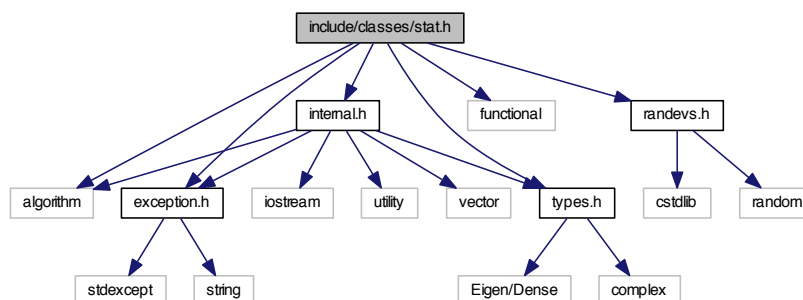 include/classes/stat.h
internal.h
functional
randevs.h
algorithm
exception.h
iostream
utility
vector
types.h
cstdlib
random
stdexcept
string
Eigen/Dense
complex